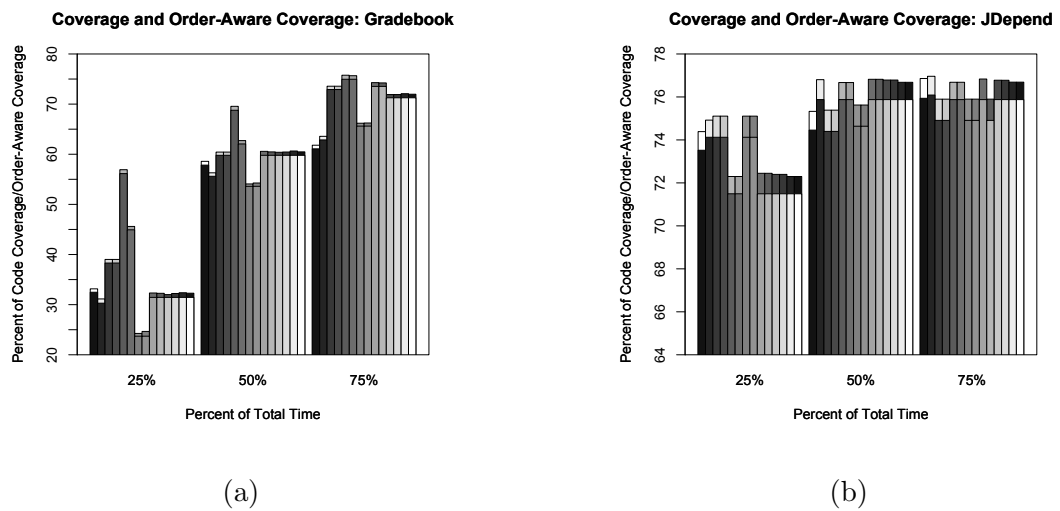 Coverage and Order-Aware Coverage: Gradebook
Percent of Code Coverage/Order-Aware Coverage
80
70
60
50
40
30
20
25%
50%
75%
Percent of Total Time
(a)
Coverage and Order-Aware Coverage: JDepend
Percent of Code Coverage/Order-Aware Coverage
78
76
74
72
70
68
66
64
25%
50%
75%
Percent of Total Time
(b)